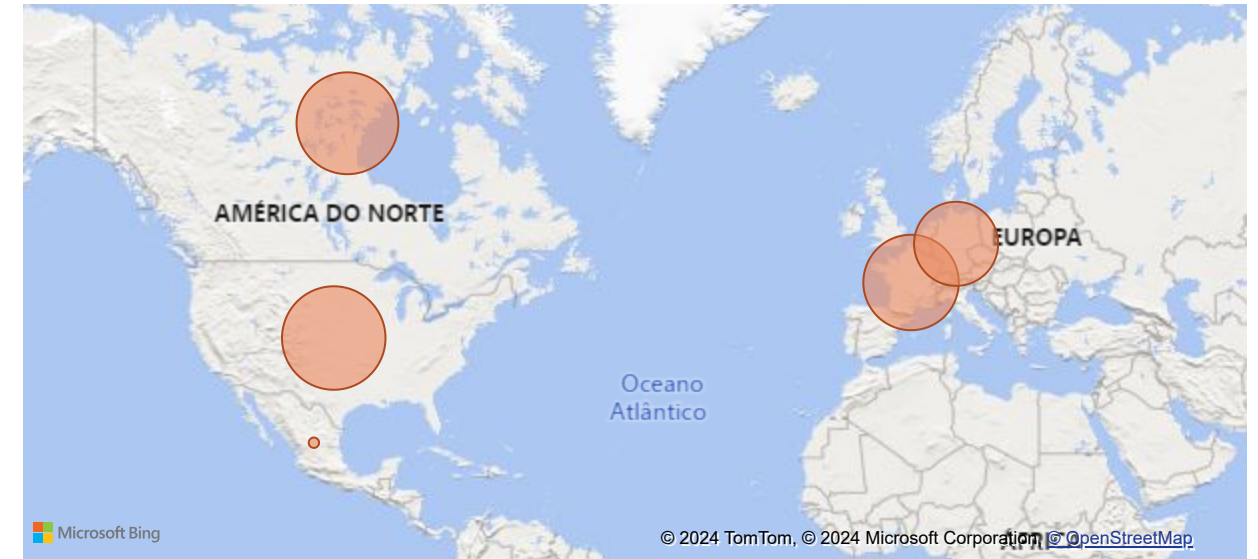 AMÉRICA DO NORTE
EUROPA
Oceano
Atlântico
Microsoft Bing
© 2024 TomTom, © 2024 Microsoft Corporation, © OpenStreetMap